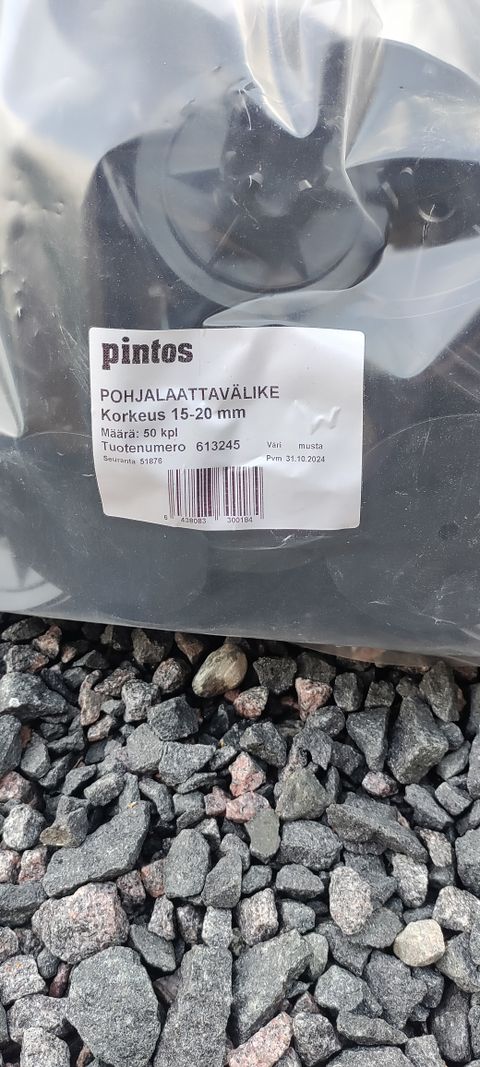 pintos
POHJALAATTAVÄLIKE
Korkeus 15-20 mm
Määrä: 50 kpl
Tuotenumero 613245 Väri musta
Seuranta 51876 Pvm 31.10.2024
6 438083 300184